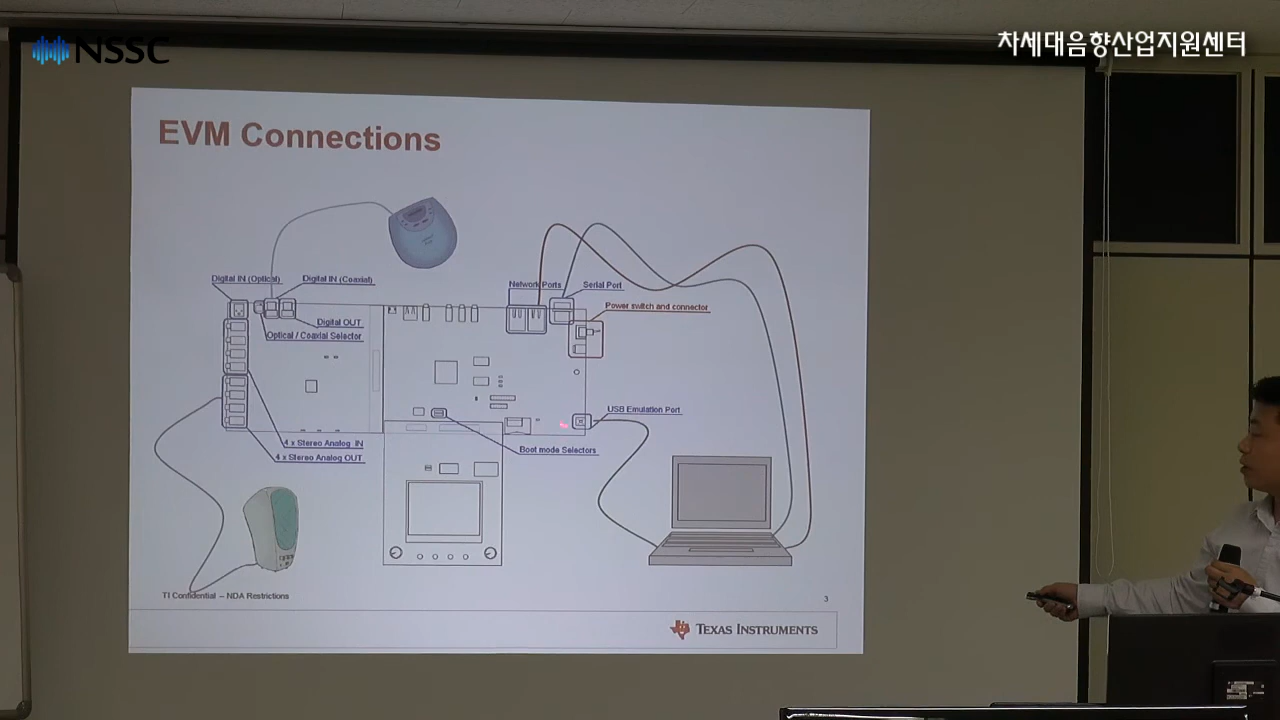 NSSC
차세대음향산업지원센터
EVM Connections
Digital IN (Optical)
Digital IN (Coaxial)
Digital OUT
Optical / Coaxial Selector
Network Ports
Serial Port
Power switch and connector
USB Emulation Port
4 x Stereo Analog IN
4 x Stereo Analog OUT
Boot mode Selectors
TI Confidential – NDA Restrictions
3
TEXAS INSTRUMENTS